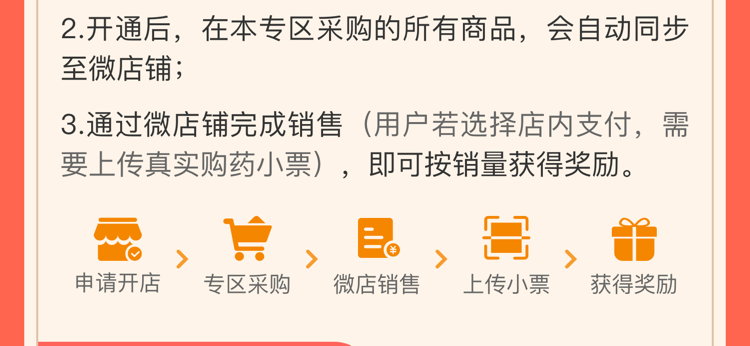 2.开通后，在本专区采购的所有商品，会自动同步
至微店铺；
3.通过微店铺完成销售（用户若选择店内支付，需
要上传真实购药小票），即可按销量获得奖励。
申请开店
专区采购
微店销售
上传小票
获得奖励